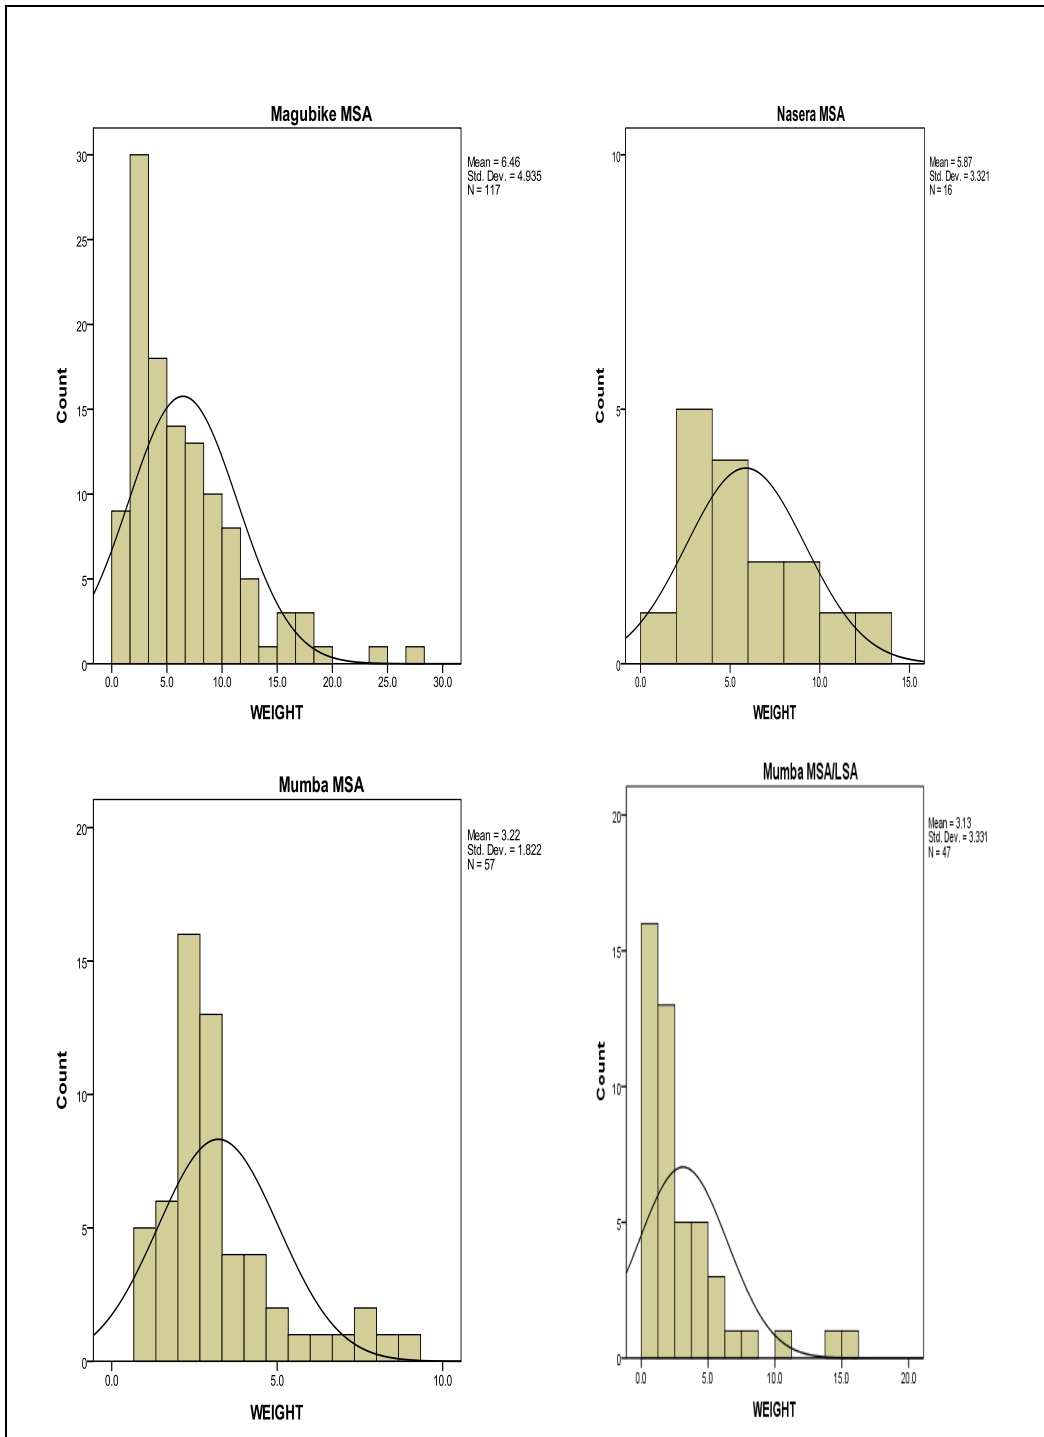 Magubike MSA
Mean = 6.46
Std. Dev. = 4.935
N = 117
30
25
20
15
10
5
0
Count
0.0 5.0 10.0 15.0 20.0 25.0 30.0
WEIGHT
Nasera MSA
Mean = 5.87
Std. Dev. = 3.321
N = 16
10
5
0
Count
0.0 5.0 10.0 15.0
WEIGHT
Mumba MSA
Mean = 3.22
Std. Dev. = 1.822
N = 57
20
15
10
5
0
Count
0.0 5.0 10.0
WEIGHT
Mumba MSA/LSA
Mean = 3.13
Std. Dev. = 3.331
N = 47
20
15
10
5
0
Count
0.0 5.0 10.0 15.0 20.0
WEIGHT